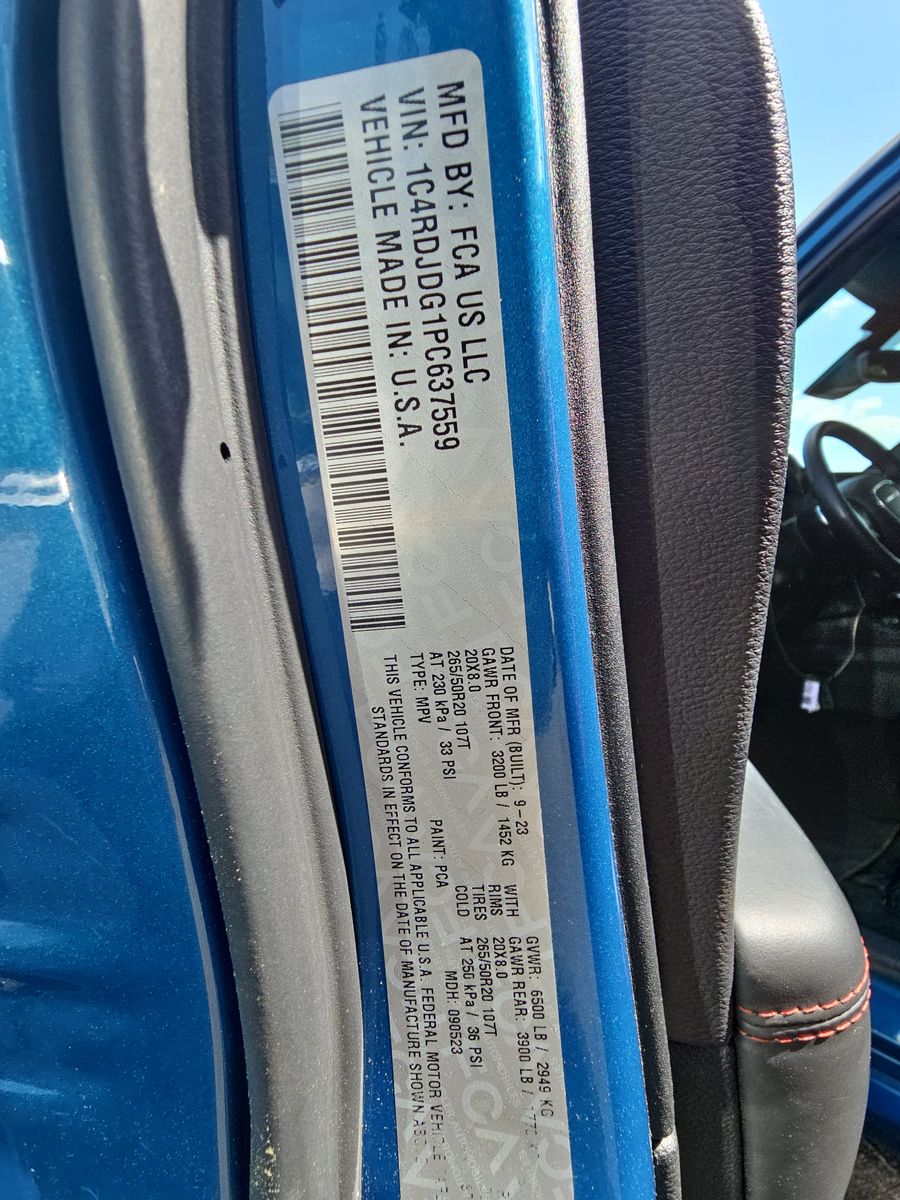 MFD BY: FCA US LLC
VIN: 1C4RDJDG1PC637559
VEHICLE MADE IN: U.S.A.
DATE OF MFR (BUILT): 9-23 GVWR: 6500 LB / 2949 KG
GAWR FRONT: 3200 LB / 1452 KG WITH GAWR REAR: 3900 LB /
20X8.0 RIMS 20X8.0
265/50R20 107T TIRES 265/50R20 107T
AT 230 kPa / 33 PSI COLD AT 250 kPa / 36 PSI
TYPE: MPV PAINT: PCA MDH: 090523
THIS VEHICLE CONFORMS TO ALL APPLICABLE U.S.A. FEDERAL MOTOR VEHICLE
STANDARDS IN EFFECT ON THE DATE OF MANUFACTURE SHOWN ABOVE